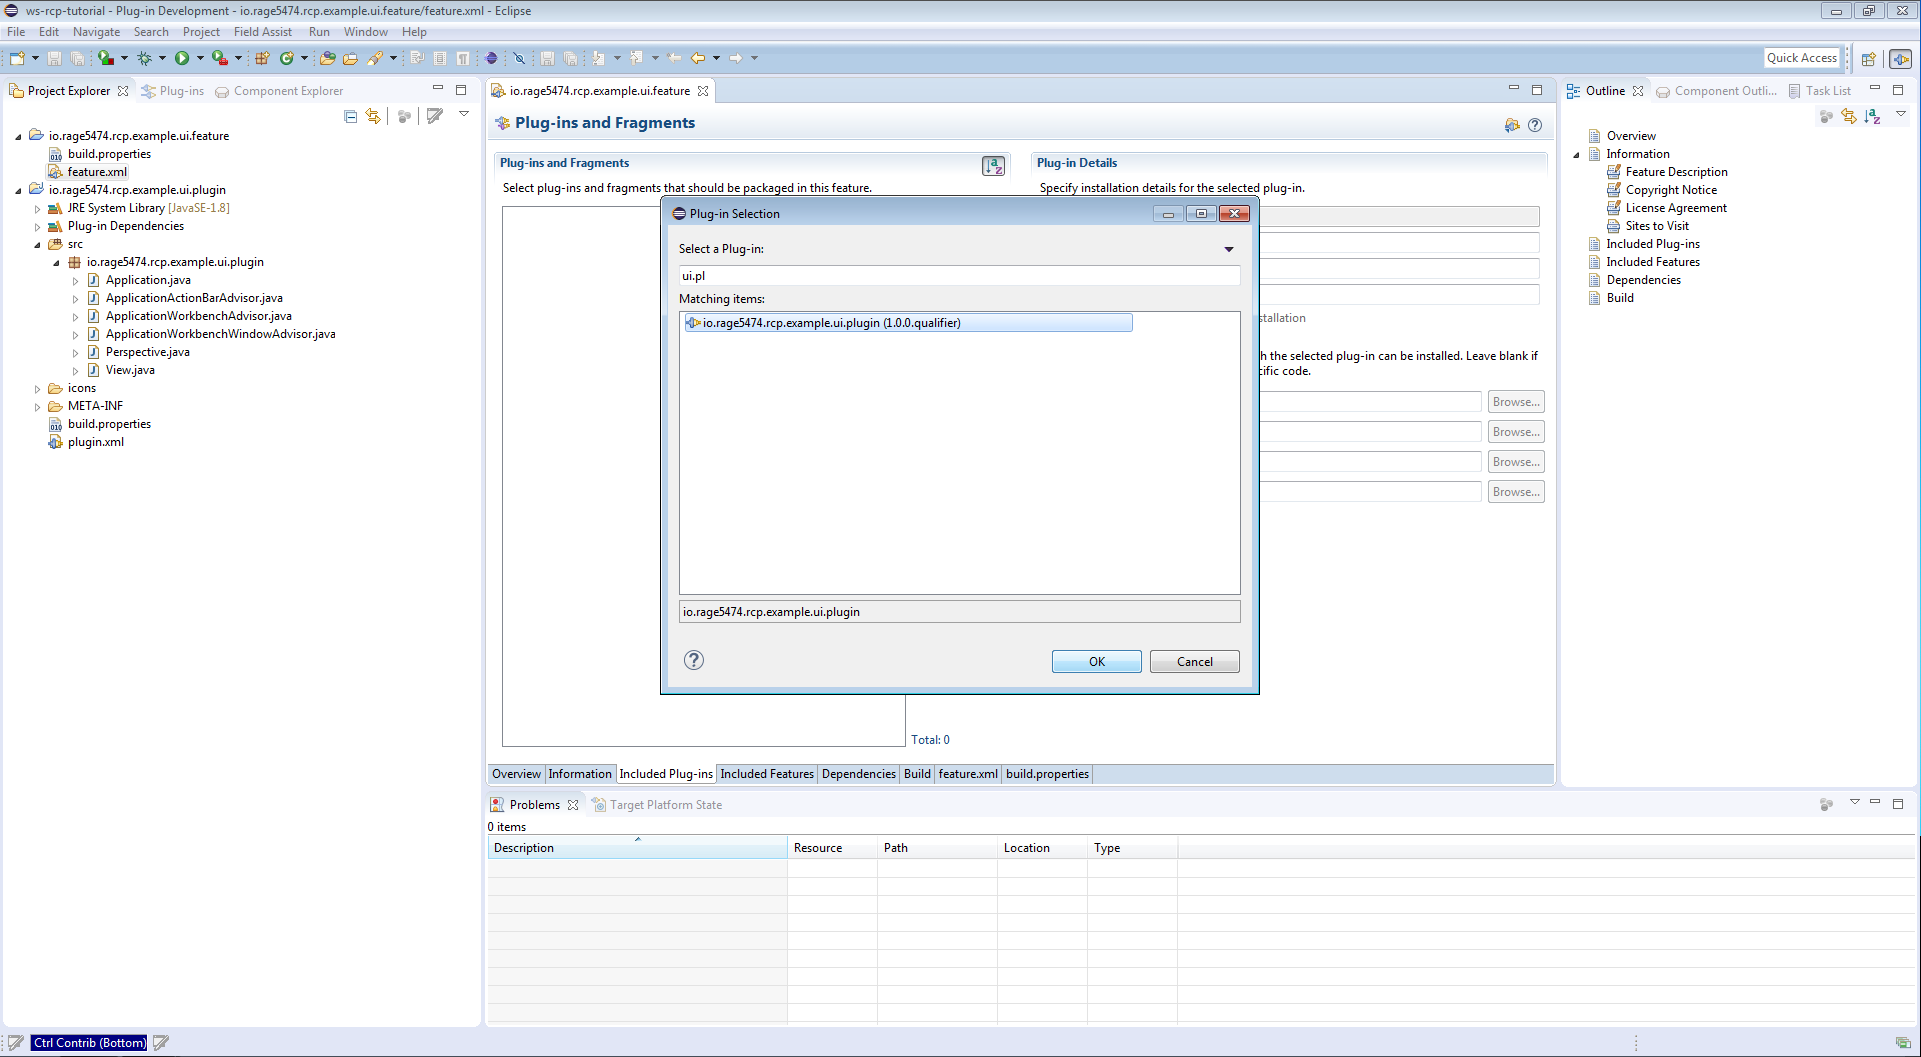 ws-rcp-tutorial - Plug-in Development - io.rage5474.rcp.example.ui.feature/feature.xml - Eclipse
File Edit Navigate Search Project Field Assist Run Window Help
Quick Access
Project Explorer Plug-ins Component Explorer
io.rage5474.rcp.example.ui.feature
build.properties
feature.xml
io.rage5474.rcp.example.ui.plugin
JRE System Library [JavaSE-1.8]
Plug-in Dependencies
src
io.rage5474.rcp.example.ui.plugin
Application.java
ApplicationActionBarAdvisor.java
ApplicationWorkbenchAdvisor.java
ApplicationWorkbenchWindowAdvisor.java
Perspective.java
View.java
icons
META-INF
build.properties
plugin.xml
io.rage5474.rcp.example.ui.feature
Plug-ins and Fragments
Plug-ins and Fragments
Select plug-ins and fragments that should be packaged in this feature.
Plug-in Details
Specify installation details for the selected plug-in.
stallation
h the selected plug-in can be installed. Leave blank if
cific code.
Browse...
Browse...
Browse...
Browse...
Total: 0
Plug-in Selection
Select a Plug-in:
ui.pl
Matching items:
io.rage5474.rcp.example.ui.plugin (1.0.0.qualifier)
io.rage5474.rcp.example.ui.plugin
OK Cancel
Overview Information Included Plug-ins Included Features Dependencies Build feature.xml build.properties
Problems Target Platform State
0 items
Description Resource Path Location Type
Outline Component Outli... Task List
Overview
Information
Feature Description
Copyright Notice
License Agreement
Sites to Visit
Included Plug-ins
Included Features
Dependencies
Build
Ctrl Contrib (Bottom)